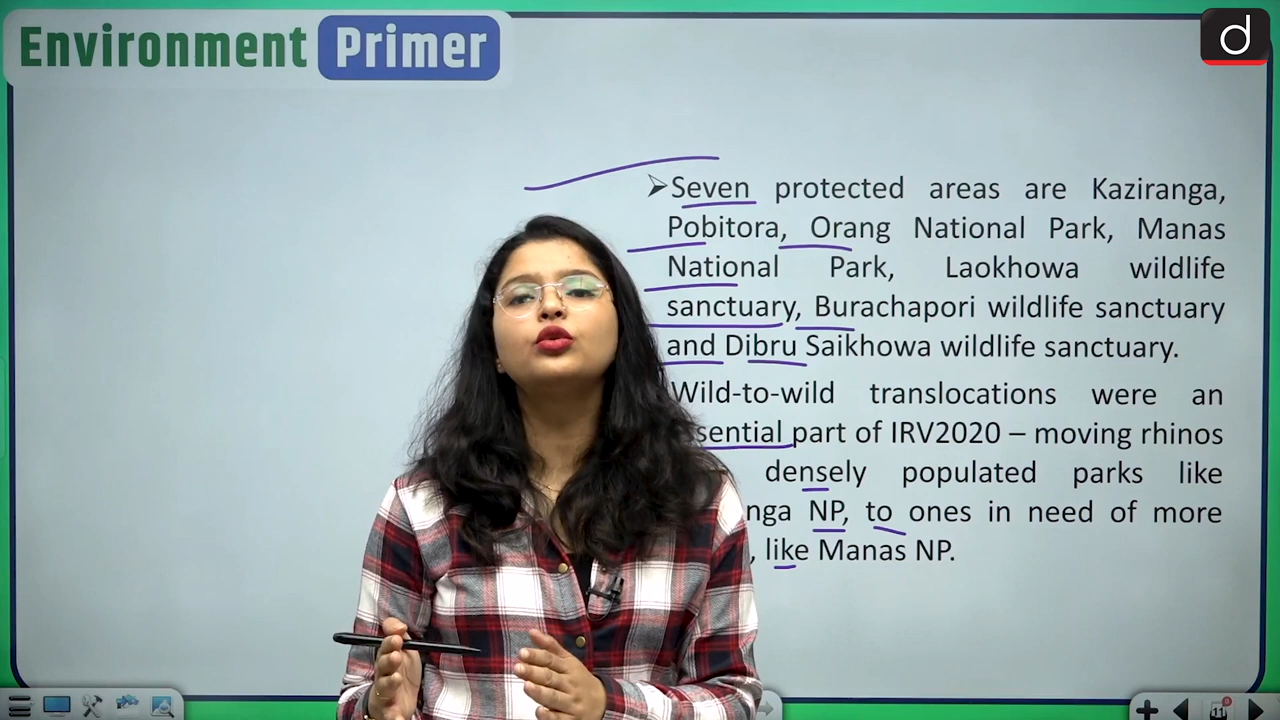 Environment Primer
d
Seven protected areas are Kaziranga,
Pobitora, Orang National Park, Manas
National Park, Laokhowa wildlife
sanctuary, Burachapori wildlife sanctuary
and Dibru Saikhowa wildlife sanctuary.
Wild-to-wild translocations were an
sential part of IRV2020 – moving rhinos
densely populated parks like
nga NP, to ones in need of more
, like Manas NP.
11